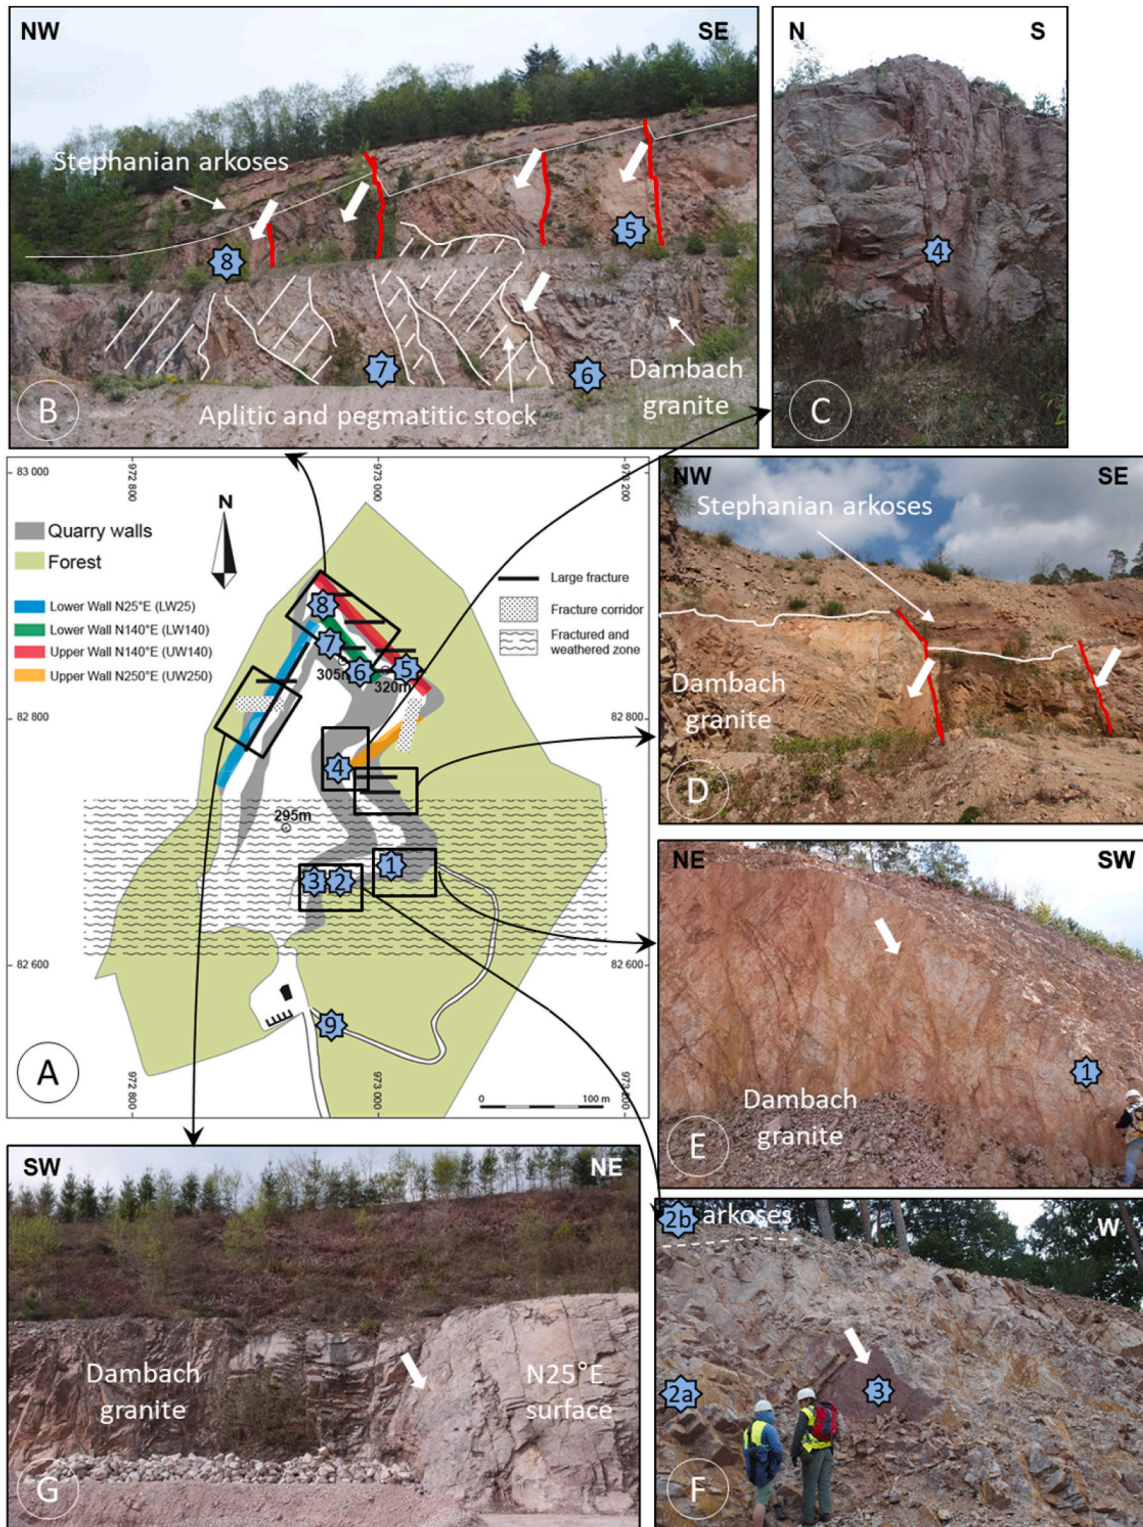 NW
SE
Stephanian arkoses
8
5
7
6
Dambach
granite
Aplitic and pegmatitic stock
B
N
S
4
C
83 000
972 800
973 000
973 200
Quarry walls
Forest
N
Lower Wall N25°E (LW25)
Lower Wall N140°E (LW140)
Upper Wall N140°E (UW140)
Upper Wall N250°E (UW250)
Large fracture
Fracture corridor
Fractured and
weathered zone
8
7
6
5
305m
320m
82 800
82 800
4
295m
1
3
2
82 600
82 600
9
A
972 800
973 000
0
100 m
NW
SE
Stephanian arkoses
Dambach
granite
D
NE
SW
1
Dambach
granite
E
SW
NE
Dambach
granite
N25°E
surface
G
2b
arkoses
W
2a
3
F